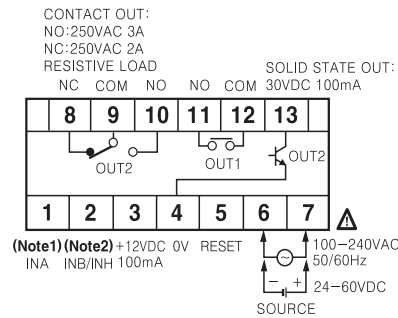 CONTACT OUT:
NO:250VAC 3A
NC:250VAC 2A
RESISTIVE LOAD
SOLID STATE OUT:
30VDC 100mA
NC COM NO NO COM
8 9 10 11 12 13
OUT2 OUT1 OUT2
1 2 3 4 5 6 7
(Note1) (Note2) +12VDC 0V RESET
INA INB/INH 100mA
100-240VAC
50/60Hz
24-60VDC
SOURCE